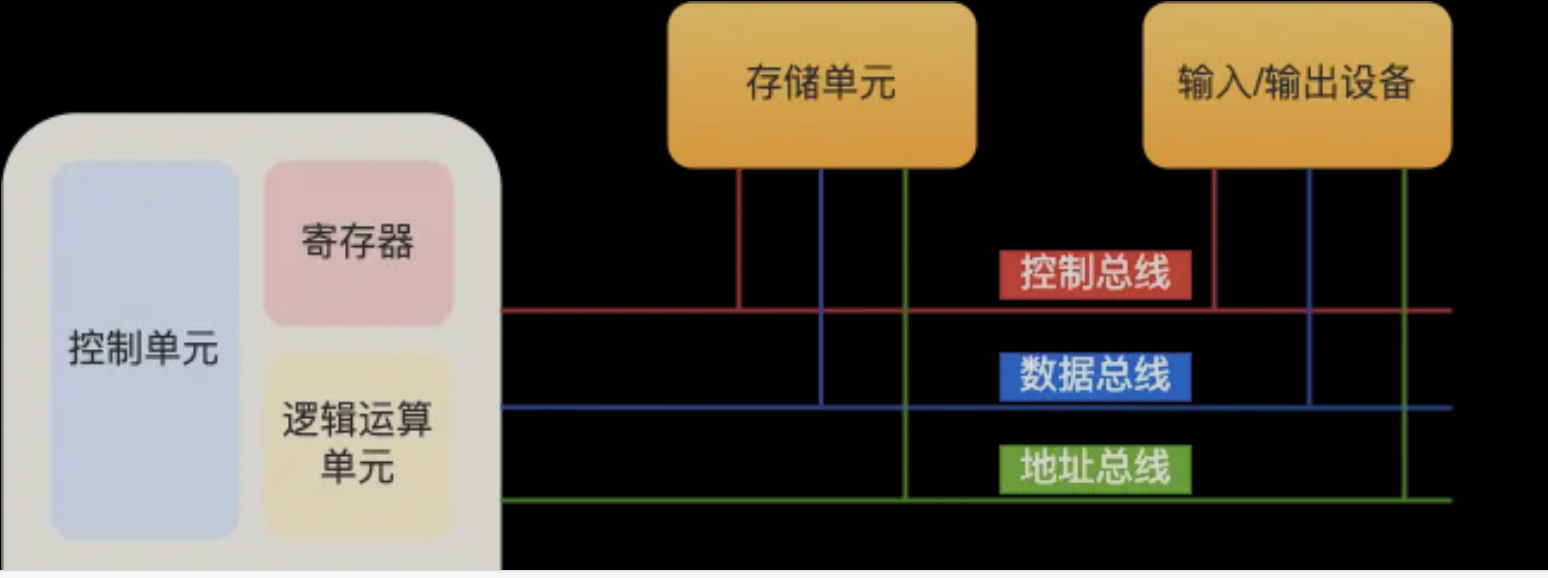 存储单元
输入/输出设备
控制单元
寄存器
逻辑运算
单元
控制总线
数据总线
地址总线